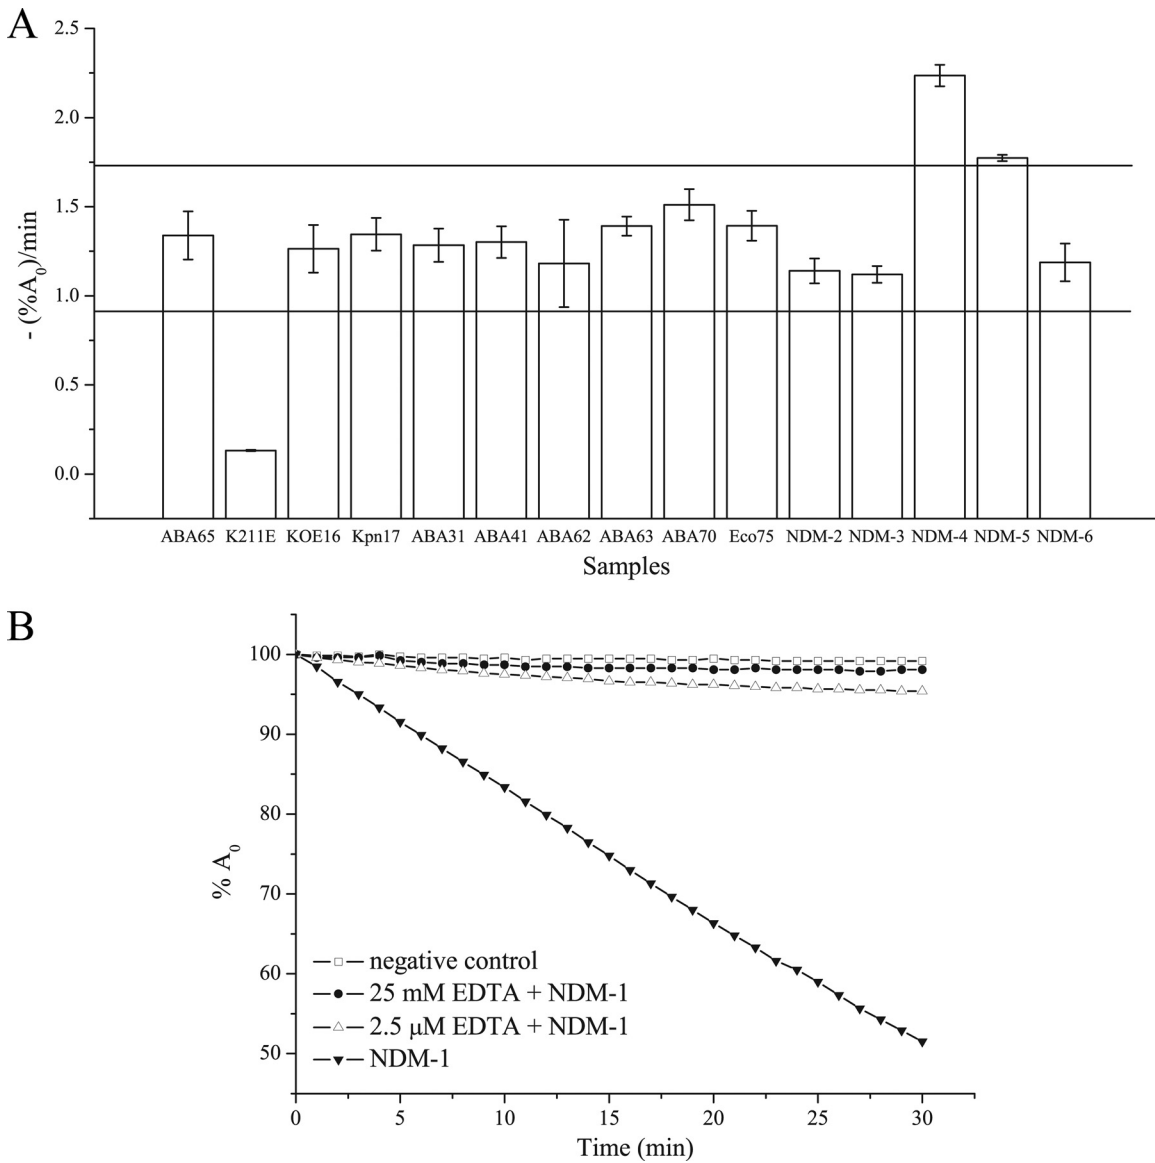 A
2.5
2.0
1.5
1.0
0.5
0.0
- (%A0)/min
ABA65 K211E KOE16 Kpn17 ABA31 ABA41 ABA62 ABA63 ABA70 Eco75 NDM-2 NDM-3 NDM-4 NDM-5 NDM-6
Samples
B
100
90
80
70
60
50
% A0
negative control
25 mM EDTA + NDM-1
2.5 µM EDTA + NDM-1
NDM-1
0 5 10 15 20 25 30
Time (min)